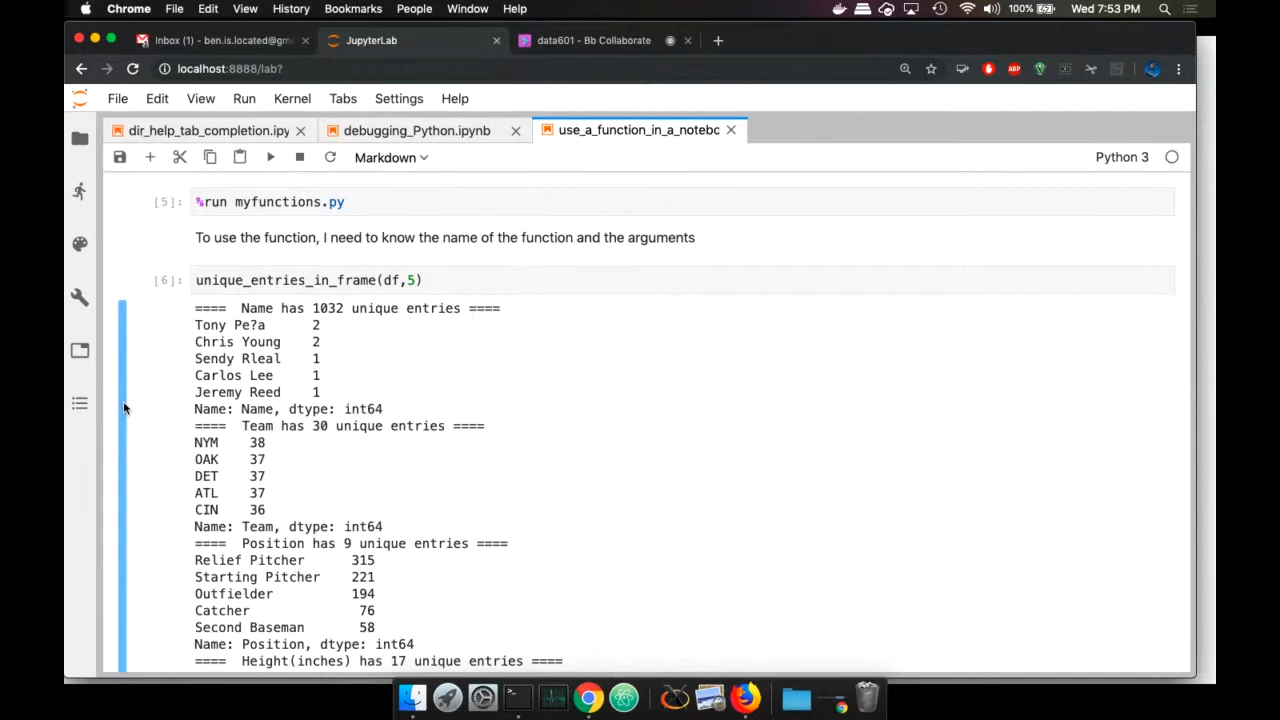 Chrome File Edit View History Bookmarks People Window Help 100% Wed 7:53 PM
Inbox (1) - ben.is.located@gm JupyterLab data601 - Bb Collaborate
localhost:8888/lab?
ABP
File Edit View Run Kernel Tabs Settings Help
dir_help_tab_completion.ipy debugging_Python.ipynb use_a_function_in_a_notebo
Markdown Python 3
[5]: %run myfunctions.py
To use the function, I need to know the name of the function and the arguments
[6]: unique_entries_in_frame(df,5)
==== Name has 1032 unique entries ====
Tony Pe?a 2
Chris Young 2
Sendy Rleal 1
Carlos Lee 1
Jeremy Reed 1
Name: Name, dtype: int64
==== Team has 30 unique entries ====
NYM 38
OAK 37
DET 37
ATL 37
CIN 36
Name: Team, dtype: int64
==== Position has 9 unique entries ====
Relief Pitcher 315
Starting Pitcher 221
Outfielder 194
Catcher 76
Second Baseman 58
Name: Position, dtype: int64
==== Height(inches) has 17 unique entries ====